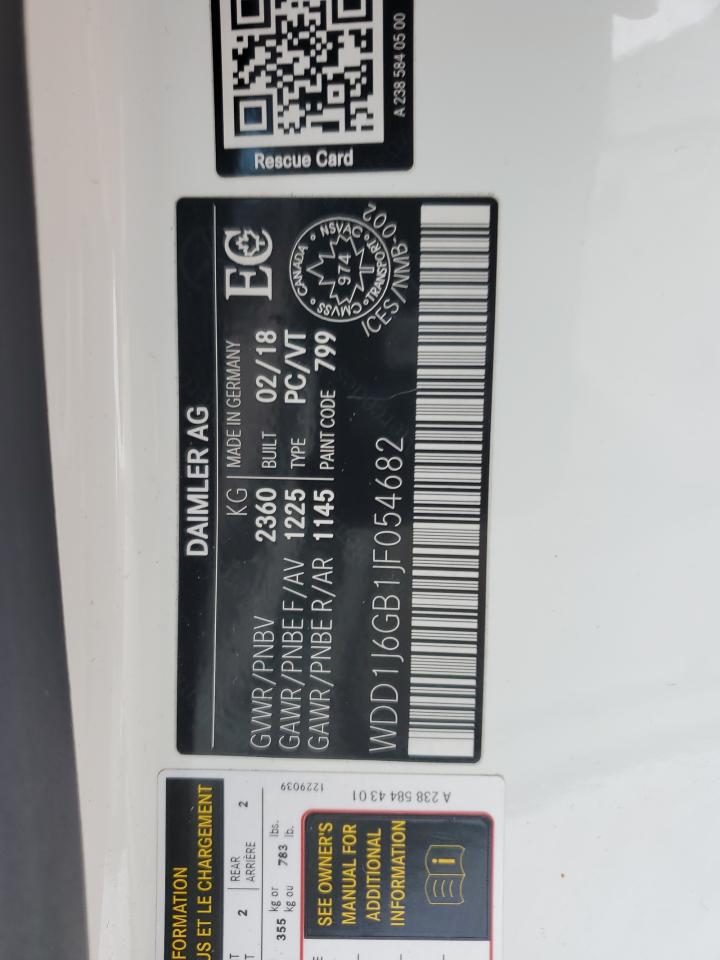 Rescue Card
A 238 584 05 00
DAIMLER AG
KG MADE IN GERMANY
GVWR/PNBV 2360 BUILT 02/18
GAWR/PNBE F/AV 1225 TYPE PC/VT
GAWR/PNBE R/AR 1145 PAINT CODE 799
EC
CANADA • NSVAC • TRANSPORT • CMVSS •
974
ICES/NMB-002
WDD1J6GB1JF054682
FORMATION
US ET LE CHARGEMENT
2 REAR 2
ARRIÈRE
355 kg or 783 lbs.
kg ou lb.
1229039
A 238 584 43 01
SEE OWNER'S
MANUAL FOR
ADDITIONAL
INFORMATION